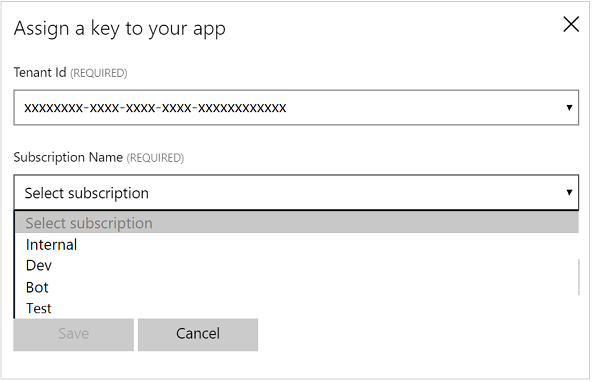 Assign a key to your app
Tenant Id (REQUIRED)
xxxxxxxx-xxxx-xxxx-xxxx-xxxxxxxxxxxx
Subscription Name (REQUIRED)
Select subscription
Select subscription
Internal
Dev
Bot
Test
Save Cancel